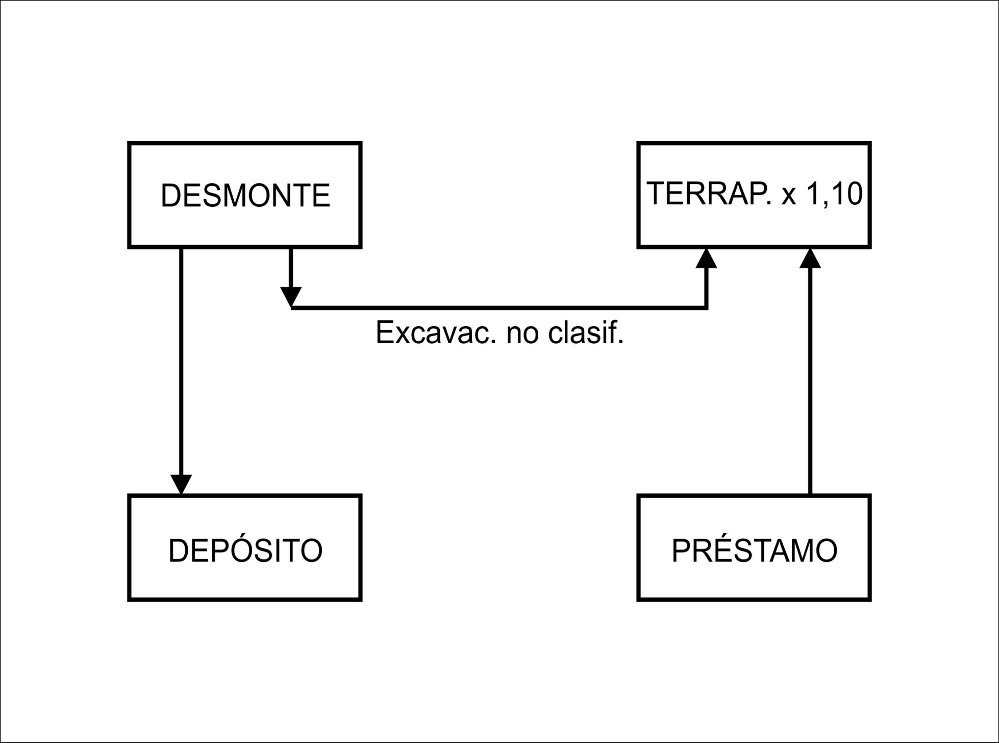 DESMONTE
TERRAP. x 1,10
Excavac. no clasif.
DEPÓSITO
PRÉSTAMO